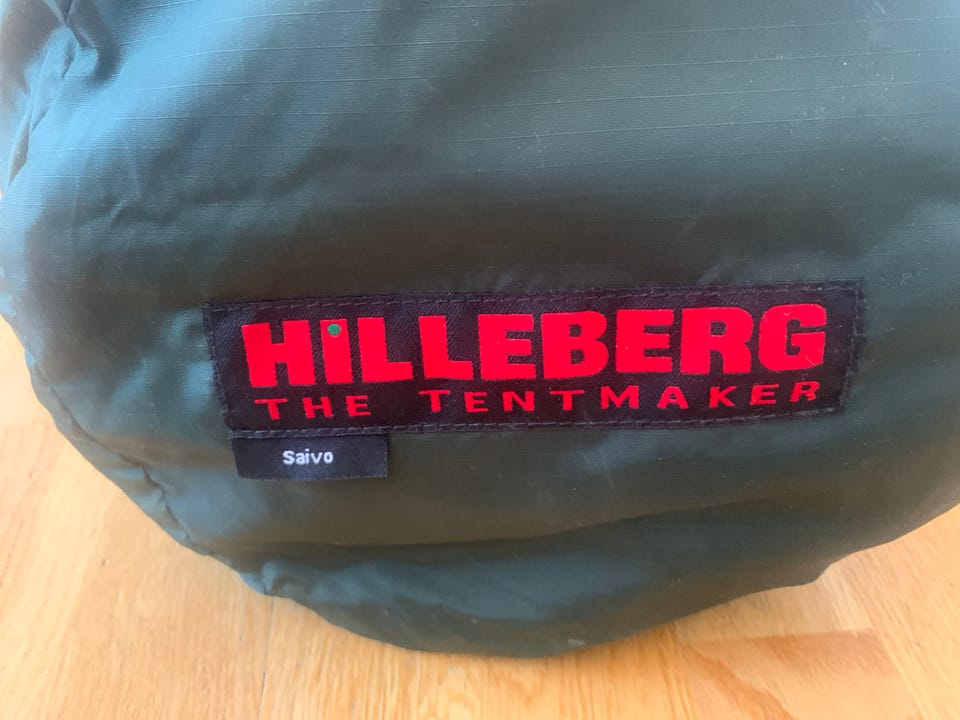 HiLLEBERG
THE TENTMAKER
Saivo